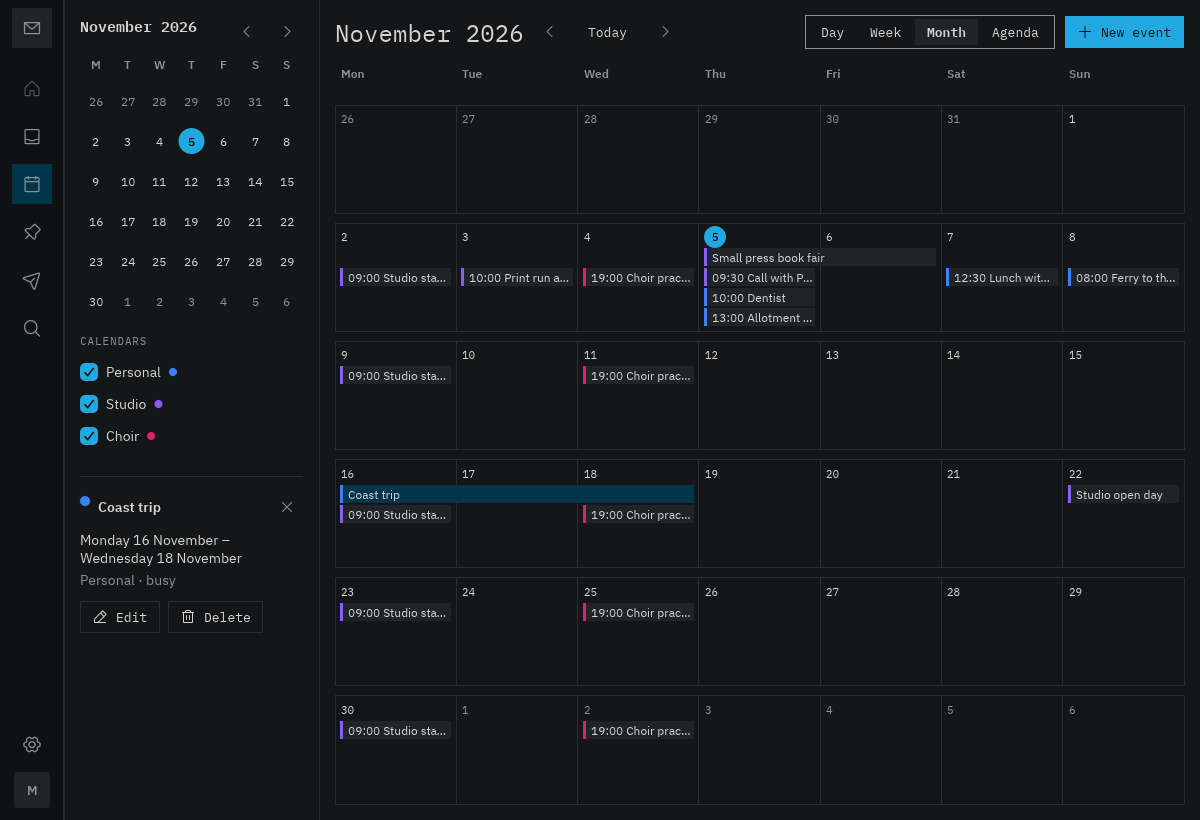 November 2026
M T W T F S S
26 27 28 29 30 31 1
2 3 4 5 6 7 8
9 10 11 12 13 14 15
16 17 18 19 20 21 22
23 24 25 26 27 28 29
30 1 2 3 4 5 6
CALENDARS
Personal
Studio
Choir
Coast trip
Monday 16 November –
Wednesday 18 November
Personal · busy
Edit Delete
M
November 2026 Today Day Week Month Agenda New event
Mon Tue Wed Thu Fri Sat Sun
26 27 28 29 30 31 1
2 3 4 5 6 7 8
Small press book fair
09:00 Studio sta... 10:00 Print run a... 19:00 Choir prac... 09:30 Call with P... 12:30 Lunch wit... 08:00 Ferry to th...
10:00 Dentist
13:00 Allotment ...
9 10 11 12 13 14 15
09:00 Studio sta... 19:00 Choir prac...
16 17 18 19 20 21 22
Coast trip Studio open day
09:00 Studio sta... 19:00 Choir prac...
23 24 25 26 27 28 29
09:00 Studio sta... 19:00 Choir prac...
30 1 2 3 4 5 6
09:00 Studio sta... 19:00 Choir prac...